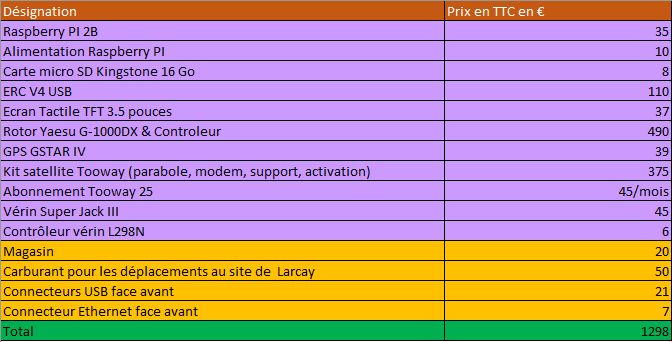 Désignation Prix en TTC en €
Raspberry PI 2B 35
Alimentation Raspberry PI 10
Carte micro SD Kingstone 16 Go 8
ERC V4 USB 110
Ecran Tactile TFT 3.5 pouces 37
Rotor Yaesu G-1000DX & Controleur 490
GPS GSTAR IV 39
Kit satellite Tooway (parabole, modem, support, activation) 375
Abonnement Tooway 25 45/mois
Vérin Super Jack III 45
Contrôleur vérin L298N 6
Magasin 20
Carburant pour les déplacements au site de Larcay 50
Connecteurs USB face avant 21
Connecteur Ethernet face avant 7
Total 1298